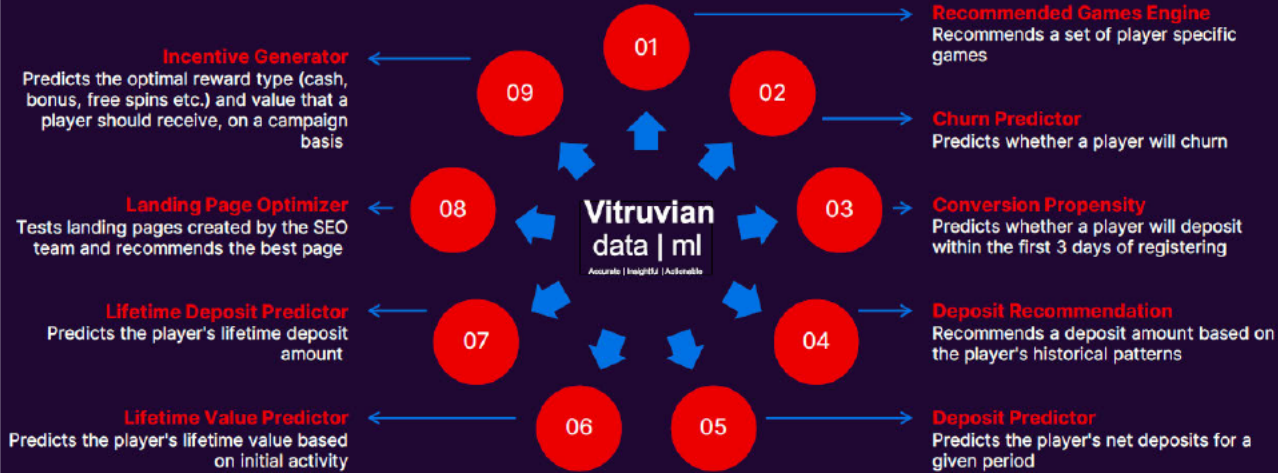 01
Recommended Games Engine
Recommends a set of player specific
games
02
Churn Predictor
Predicts whether a player will churn
03
Conversion Propensity
Predicts whether a player will deposit
within the first 3 days of registering
04
Deposit Recommendation
Recommends a deposit amount based on
the player's historical patterns
05
Deposit Predictor
Predicts the player's net deposits for a
given period
06
Lifetime Value Predictor
Predicts the player's lifetime value based
on initial activity
07
Lifetime Deposit Predictor
Predicts the player's lifetime deposit
amount
08
Landing Page Optimizer
Tests landing pages created by the SEO
team and recommends the best page
09
Incentive Generator
Predicts the optimal reward type (cash,
bonus, free spins etc.) and value that a
player should receive, on a campaign
basis
Vitruvian
data | ml
Accurate | Insightful | Actionable